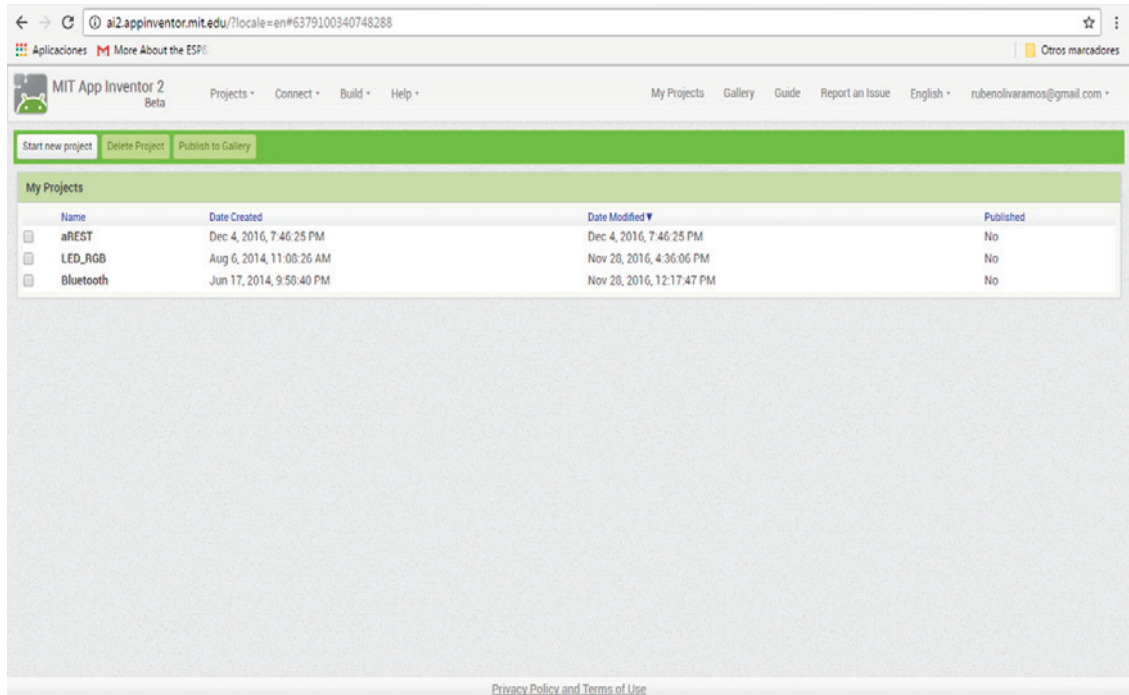 ai2.appinventor.mit.edu/?locale=en#6379100340748288
Aplicaciones More About the ESP8 Otros marcadores
MIT App Inventor 2
Beta
Projects Connect Build Help My Projects Gallery Guide Report an Issue English rubenolivaramos@gmail.com
Start new project Delete Project Publish to Gallery
My Projects
Name Date Created Date Modified▼ Published
aREST Dec 4, 2016, 7:46:25 PM Dec 4, 2016, 7:46:25 PM No
LED_RGB Aug 6, 2014, 11:08:26 AM Nov 28, 2016, 4:36:06 PM No
Bluetooth Jun 17, 2014, 9:58:40 PM Nov 28, 2016, 12:17:47 PM No
Privacy Policy and Terms of Use